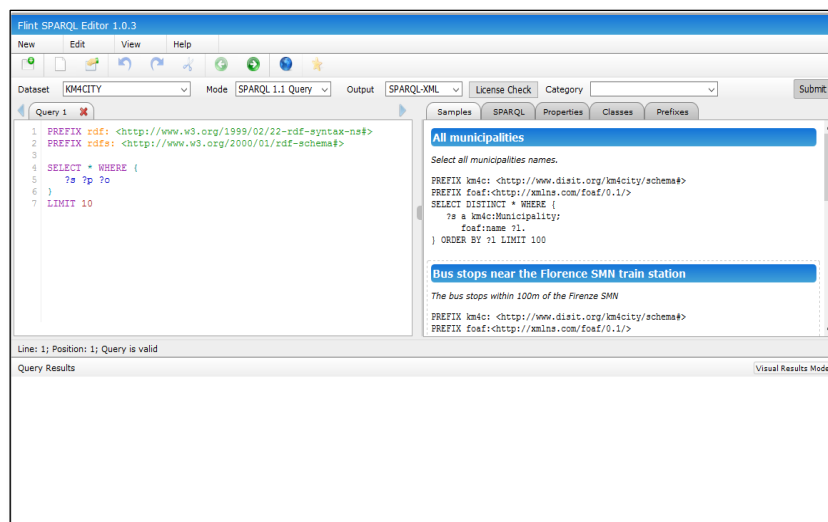 Flint SPARQL Editor 1.0.3
New Edit View Help
Dataset KM4CITY Mode SPARQL 1.1 Query Output SPARQL-XML License Check Category Submit
Query 1
1 PREFIX rdf: <http://www.w3.org/1999/02/22-rdf-syntax-ns#>
2 PREFIX rdfs: <http://www.w3.org/2000/01/rdf-schema#>
3
4 SELECT * WHERE {
5 ?s ?p ?o
6 }
7 LIMIT 10
Samples SPARQL Properties Classes Prefixes
All municipalities
Select all municipalities names.
PREFIX km4c: <http://www.disit.org/km4city/schema#>
PREFIX foaf:<http://xmlns.com/foaf/0.1/>
SELECT DISTINCT * WHERE {
?s a km4c:Municipality;
foaf:name ?l.
} ORDER BY ?l LIMIT 100
Bus stops near the Florence SMN train station
The bus stops within 100m of the Firenze SMN
PREFIX km4c: <http://www.disit.org/km4city/schema#>
PREFIX foaf:<http://xmlns.com/foaf/0.1/>
Line: 1; Position: 1; Query is valid
Query Results
Visual Results Mode